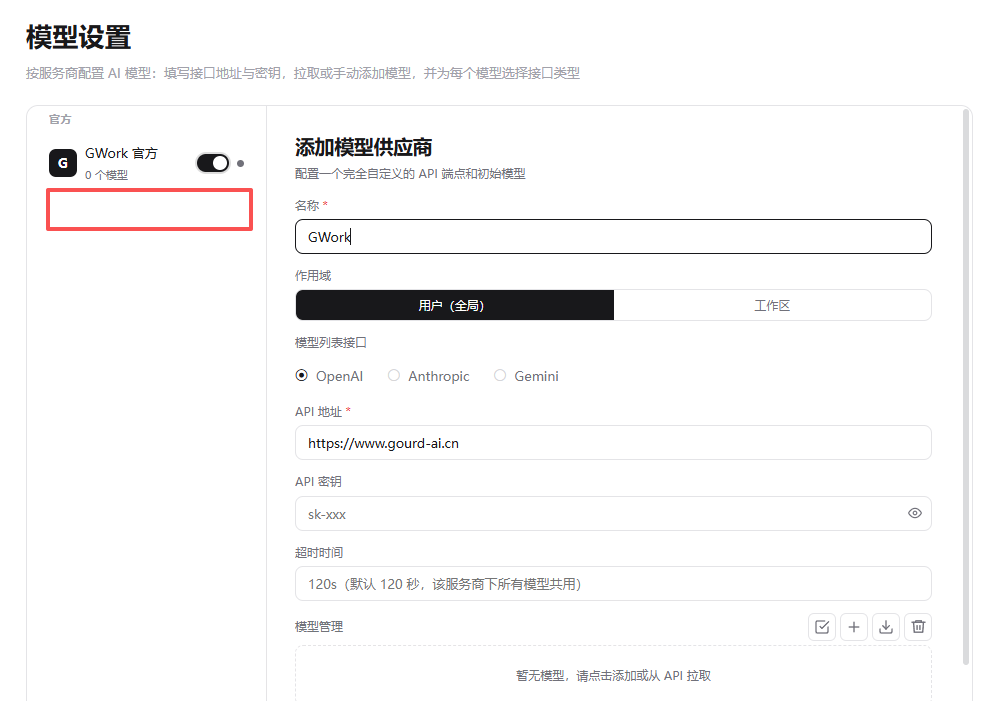 模型设置
按服务商配置 AI 模型：填写接口地址与密钥，拉取或手动添加模型，并为每个模型选择接口类型
官方
G
GWork 官方
0 个模型
添加模型供应商
配置一个完全自定义的 API 端点和初始模型
名称 *
GWork
作用域
用户（全局）
工作区
模型列表接口
OpenAI
Anthropic
Gemini
API 地址 *
https://www.gourd-ai.cn
API 密钥
sk-xxx
超时时间
120s（默认 120 秒，该服务商下所有模型共用）
模型管理
暂无模型，请点击添加或从 API 拉取